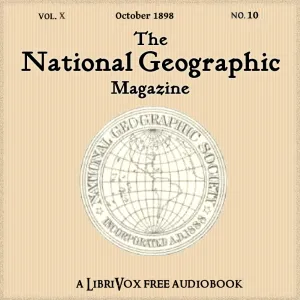 VOL. X October 1898 NO. 10
The
National Geographic
Magazine
NATIONAL GEOGRAPHIC SOCIETY
INCORPORATED A.D. 1888
A LIBRIVOX FREE AUDIOBOOK